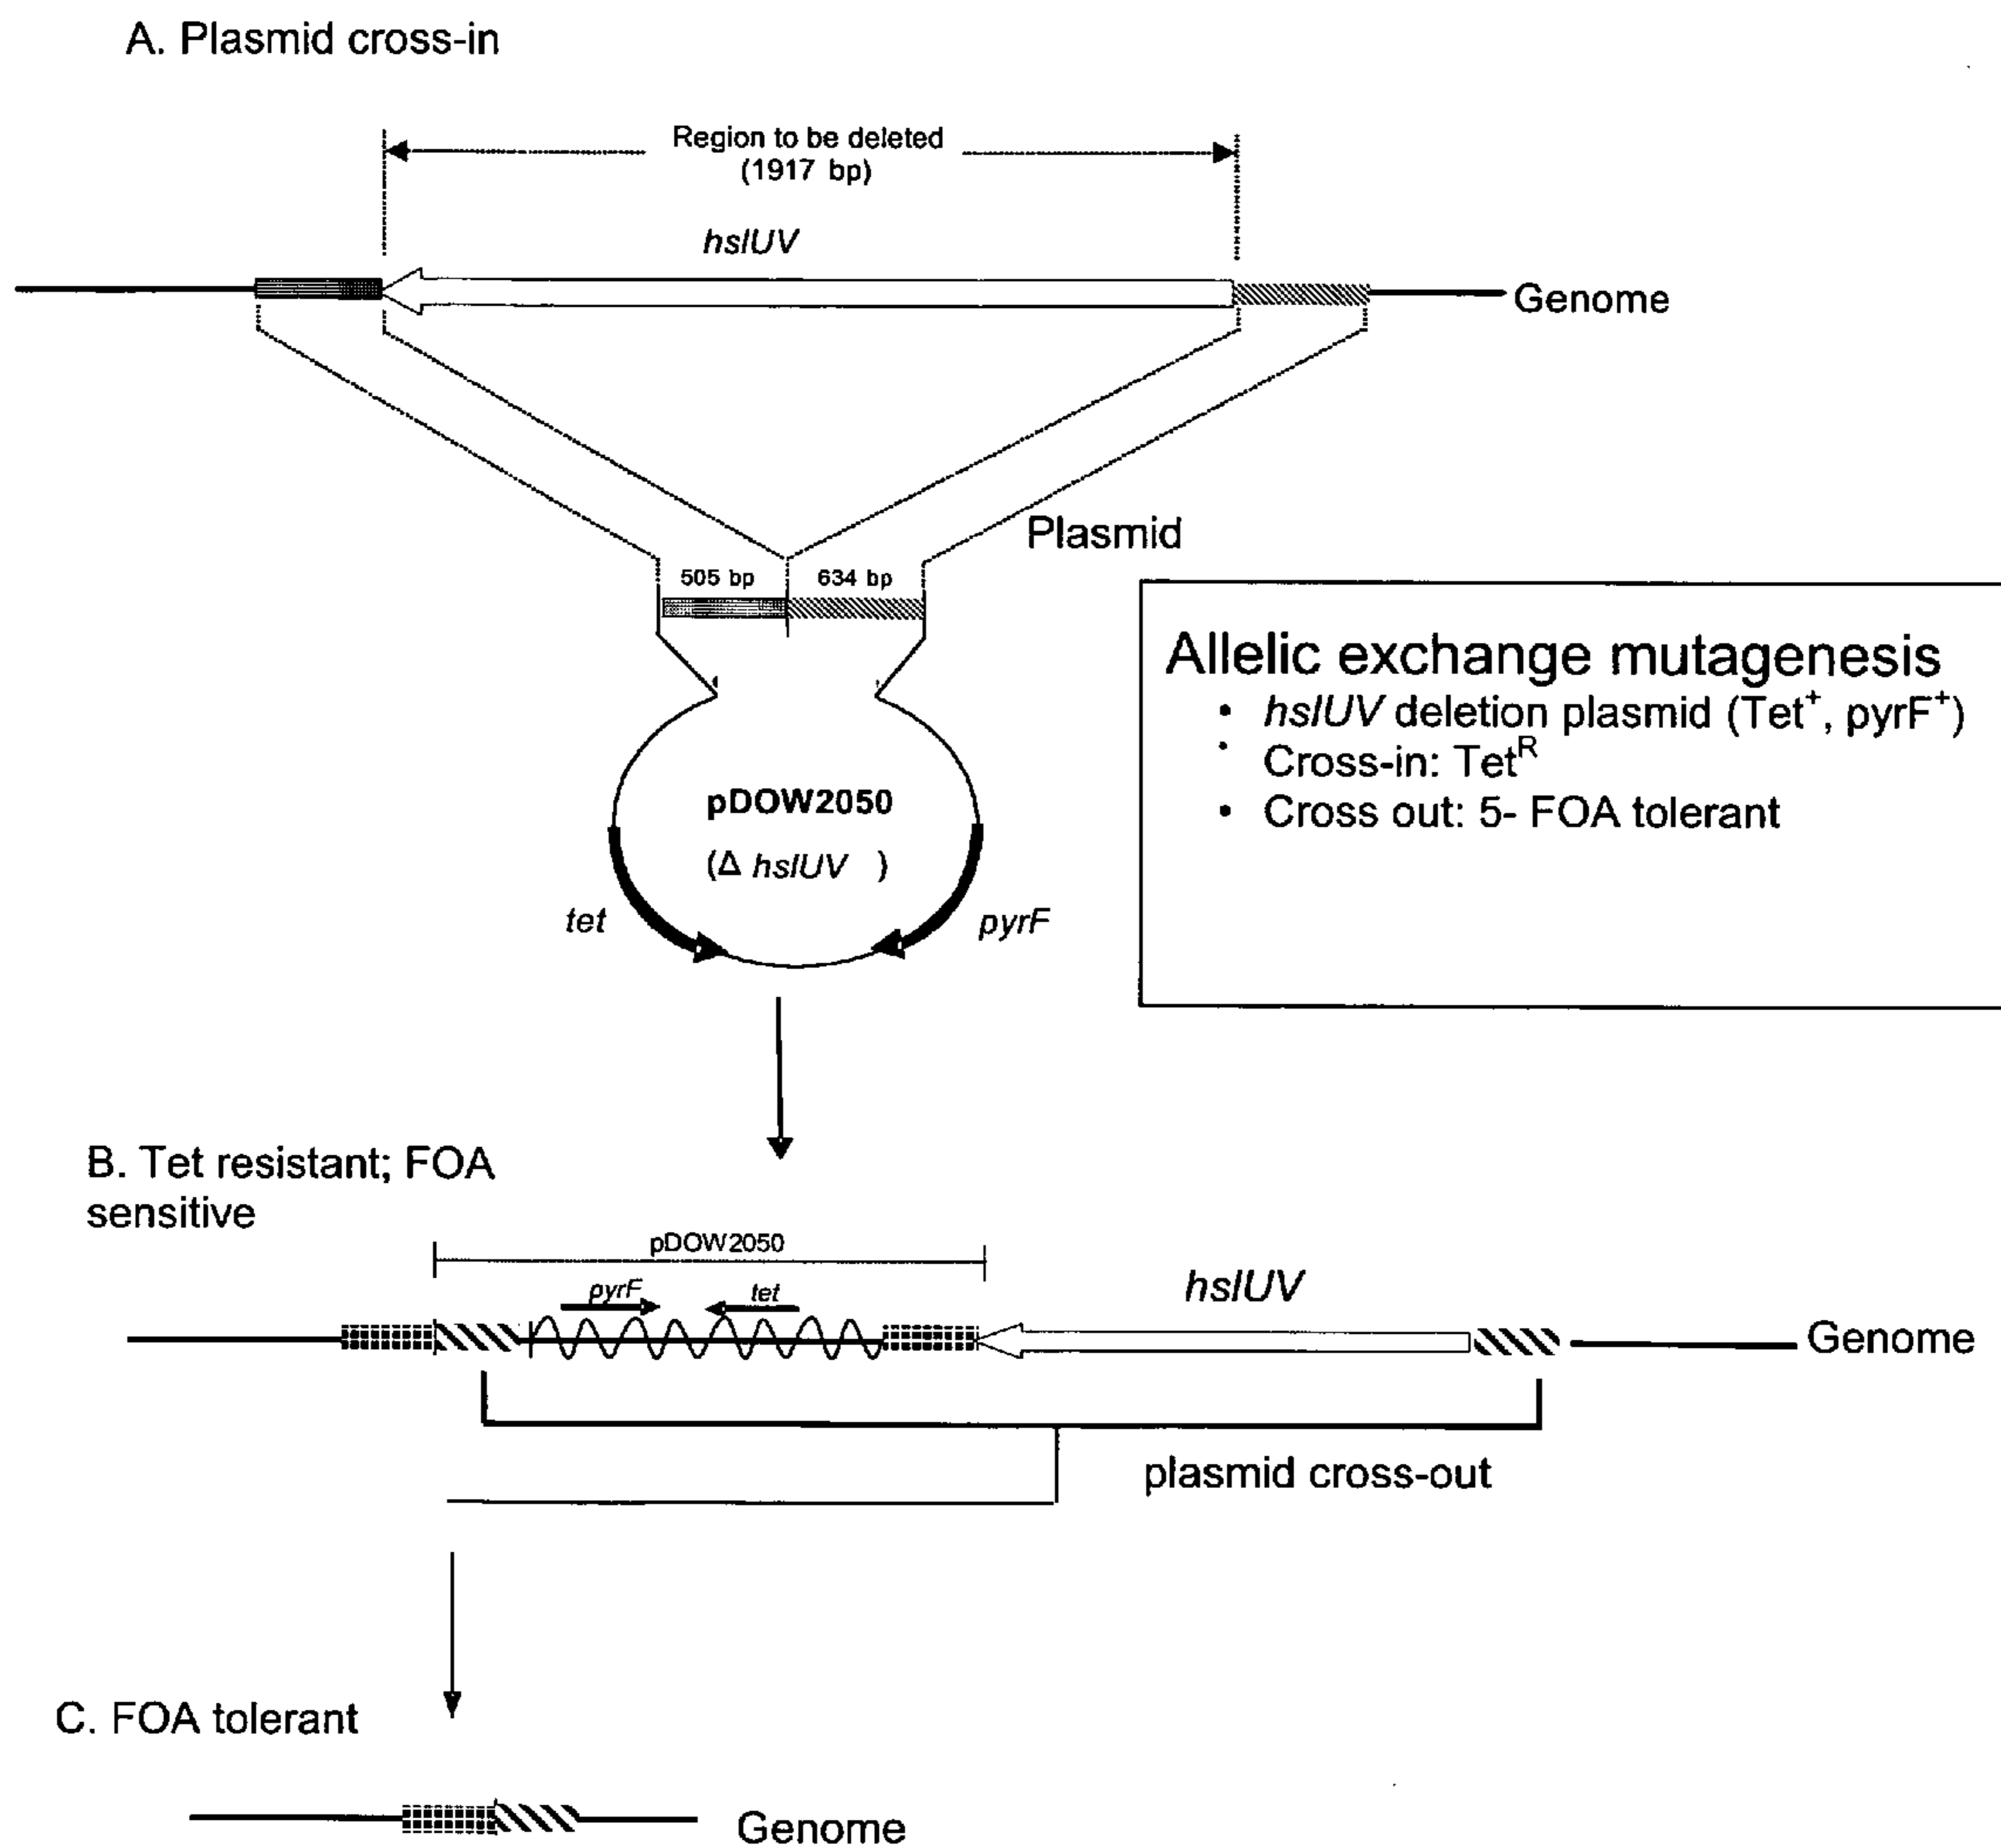 A. Plasmid cross-in
Region to be deleted
(1917 bp)
hslUV
Genome
Plasmid
505 bp
634 bp
pDOW2050
(Δ hslUV )
tet
pyrF
Allelic exchange mutagenesis
• hslUV deletion plasmid (Tet⁺, pyrF⁺)
• Cross-in: Tetᴿ
• Cross out: 5- FOA tolerant
B. Tet resistant; FOA
sensitive
pDOW2050
pyrF
tet
hslUV
Genome
plasmid cross-out
C. FOA tolerant
Genome